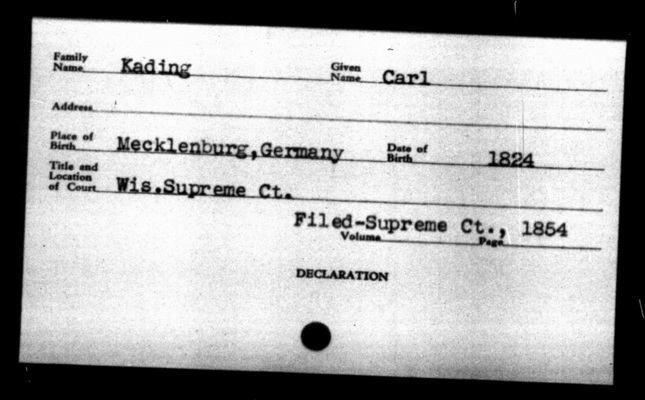 Family Name Kading Given Name Carl
Address
Place of Birth Mecklenburg,Germany Date of Birth 1824
Title and Location of Court Wis.Supreme Ct.
Filed-Supreme Ct., 1854
Volume Page
DECLARATION